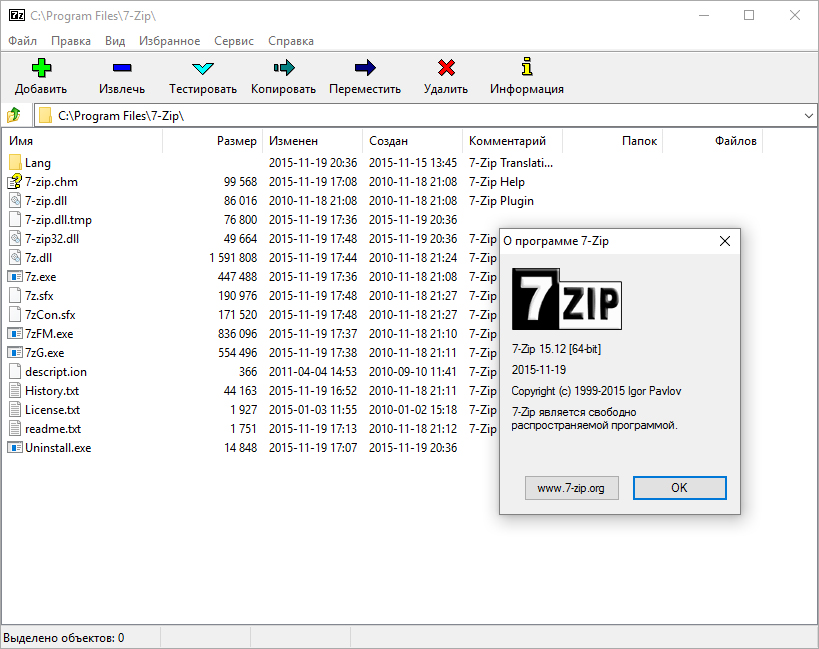 7z C:\Program Files\7-Zip\
Файл Правка Вид Избранное Сервис Справка
Добавить Извлечь Тестировать Копировать Переместить Удалить Информация
C:\Program Files\7-Zip\
Имя Размер Изменен Создан Комментарий Папок Файлов
Lang 2015-11-19 20:36 2015-11-15 13:45 7-Zip Translati...
7-zip.chm 99 568 2015-11-19 17:08 2010-11-18 21:08 7-Zip Help
7-zip.dll 86 016 2010-11-18 21:08 2010-11-18 21:08 7-Zip Plugin
7-zip.dll.tmp 76 800 2015-11-19 17:36 2015-11-19 20:36
7-zip32.dll 49 664 2015-11-19 17:48 2015-11-19 20:36 7-Zip
7z.dll 1 591 808 2015-11-19 17:44 2010-11-18 21:24 7-Zip
7z.exe 447 488 2015-11-19 17:36 2010-11-18 21:08 7-Zip
7z.sfx 190 976 2015-11-19 17:48 2010-11-18 21:27 7-Zip
7zCon.sfx 171 520 2015-11-19 17:48 2010-11-18 21:27 7-Zip
7zFM.exe 836 096 2015-11-19 17:37 2010-11-18 21:10 7-Zip
7zG.exe 554 496 2015-11-19 17:38 2010-11-18 21:11 7-Zip
descript.ion 366 2011-04-04 14:53 2010-09-10 11:41 7-Zip
History.txt 44 163 2015-11-19 16:52 2010-11-18 21:11 7-Zip
License.txt 1 927 2015-01-03 11:55 2010-01-02 15:18 7-Zip
readme.txt 1 751 2015-11-19 17:13 2010-11-18 21:12 7-Zip
Uninstall.exe 14 848 2015-11-19 17:07 2015-11-19 20:36
О программе 7-Zip
7ZIP
7-Zip 15.12 [64-bit]
2015-11-19
Copyright (c) 1999-2015 Igor Pavlov
7-Zip является свободно
распространяемой программой.
www.7-zip.org OK
Выделено объектов: 0